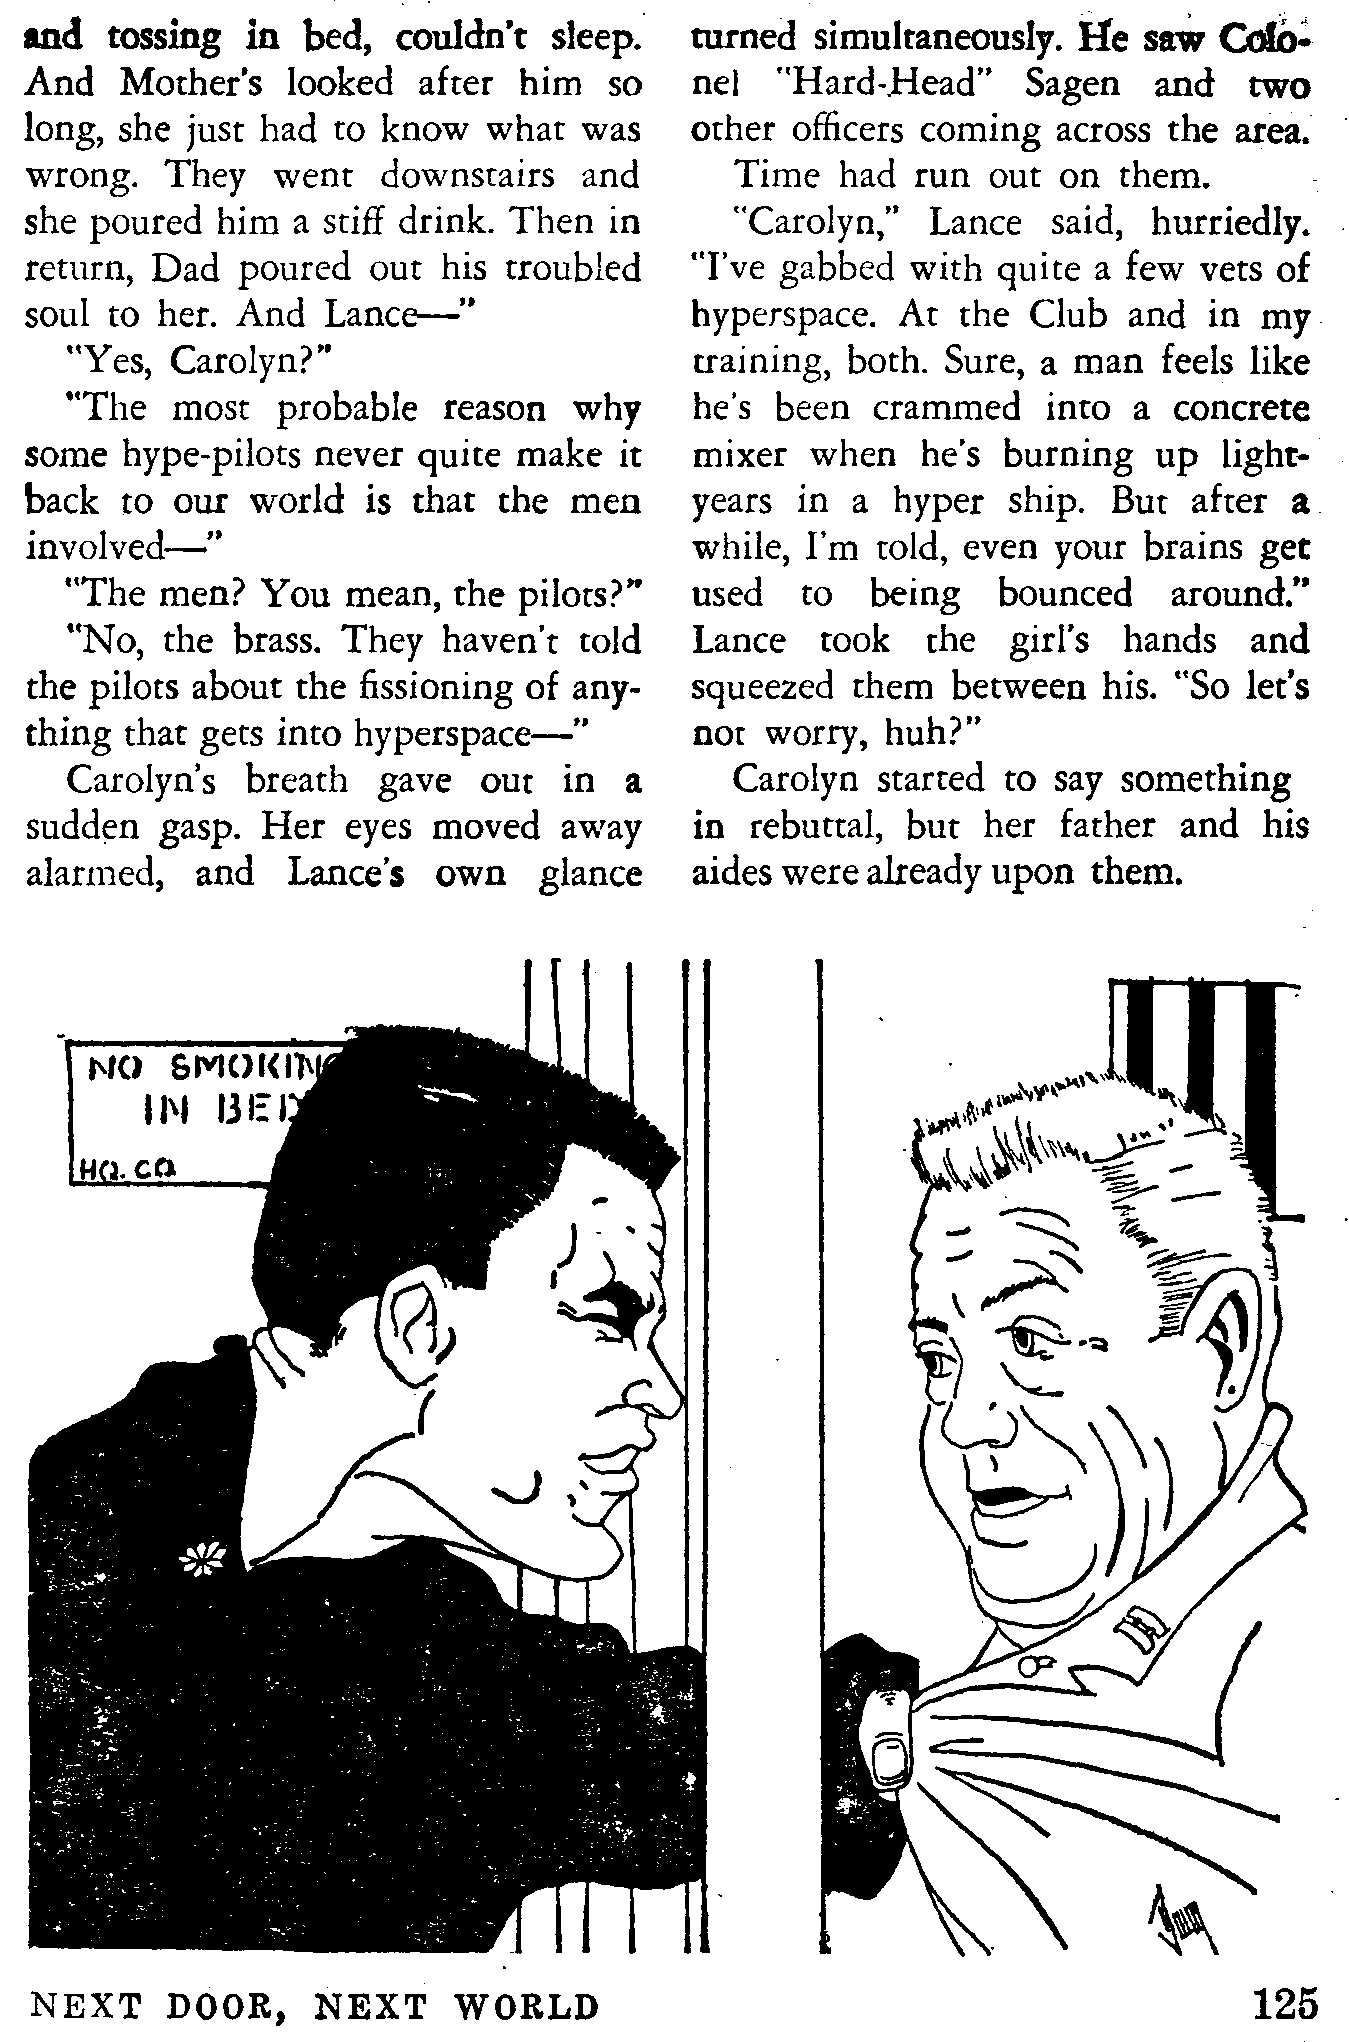 and tossing in bed, couldn't sleep.
And Mother's looked after him so
long, she just had to know what was
wrong. They went downstairs and
she poured him a stiff drink. Then in
return, Dad poured out his troubled
soul to her. And Lance—"
"Yes, Carolyn?"
"The most probable reason why
some hype-pilots never quite make it
back to our world is that the men
involved—"
"The men? You mean, the pilots?"
"No, the brass. They haven't told
the pilots about the fissioning of any-
thing that gets into hyperspace—"
Carolyn's breath gave out in a
sudden gasp. Her eyes moved away
alarmed, and Lance's own glance
turned simultaneously. He saw Colo-
nel "Hard-Head" Sagen and two
other officers coming across the area.
Time had run out on them.
"Carolyn," Lance said, hurriedly.
"I've gabbed with quite a few vets of
hyperspace. At the Club and in my
training, both. Sure, a man feels like
he's been crammed into a concrete
mixer when he's burning up light-
years in a hyper ship. But after a
while, I'm told, even your brains get
used to being bounced around."
Lance took the girl's hands and
squeezed them between his. "So let's
not worry, huh?"
Carolyn started to say something
in rebuttal, but her father and his
aides were already upon them.
NO SMOKING
IN BED
HQ. CO.
NEXT DOOR, NEXT WORLD
125